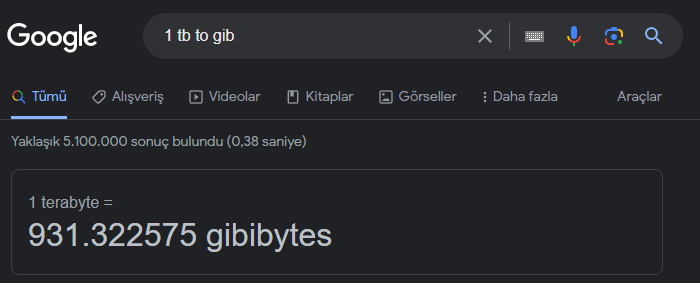 Google 1 tb to gib
Tümü Alışveriş Videolar Kitaplar Görseller Daha fazla Araçlar
Yaklaşık 5.100.000 sonuç bulundu (0,38 saniye)
1 terabyte =
931.322575 gibibytes